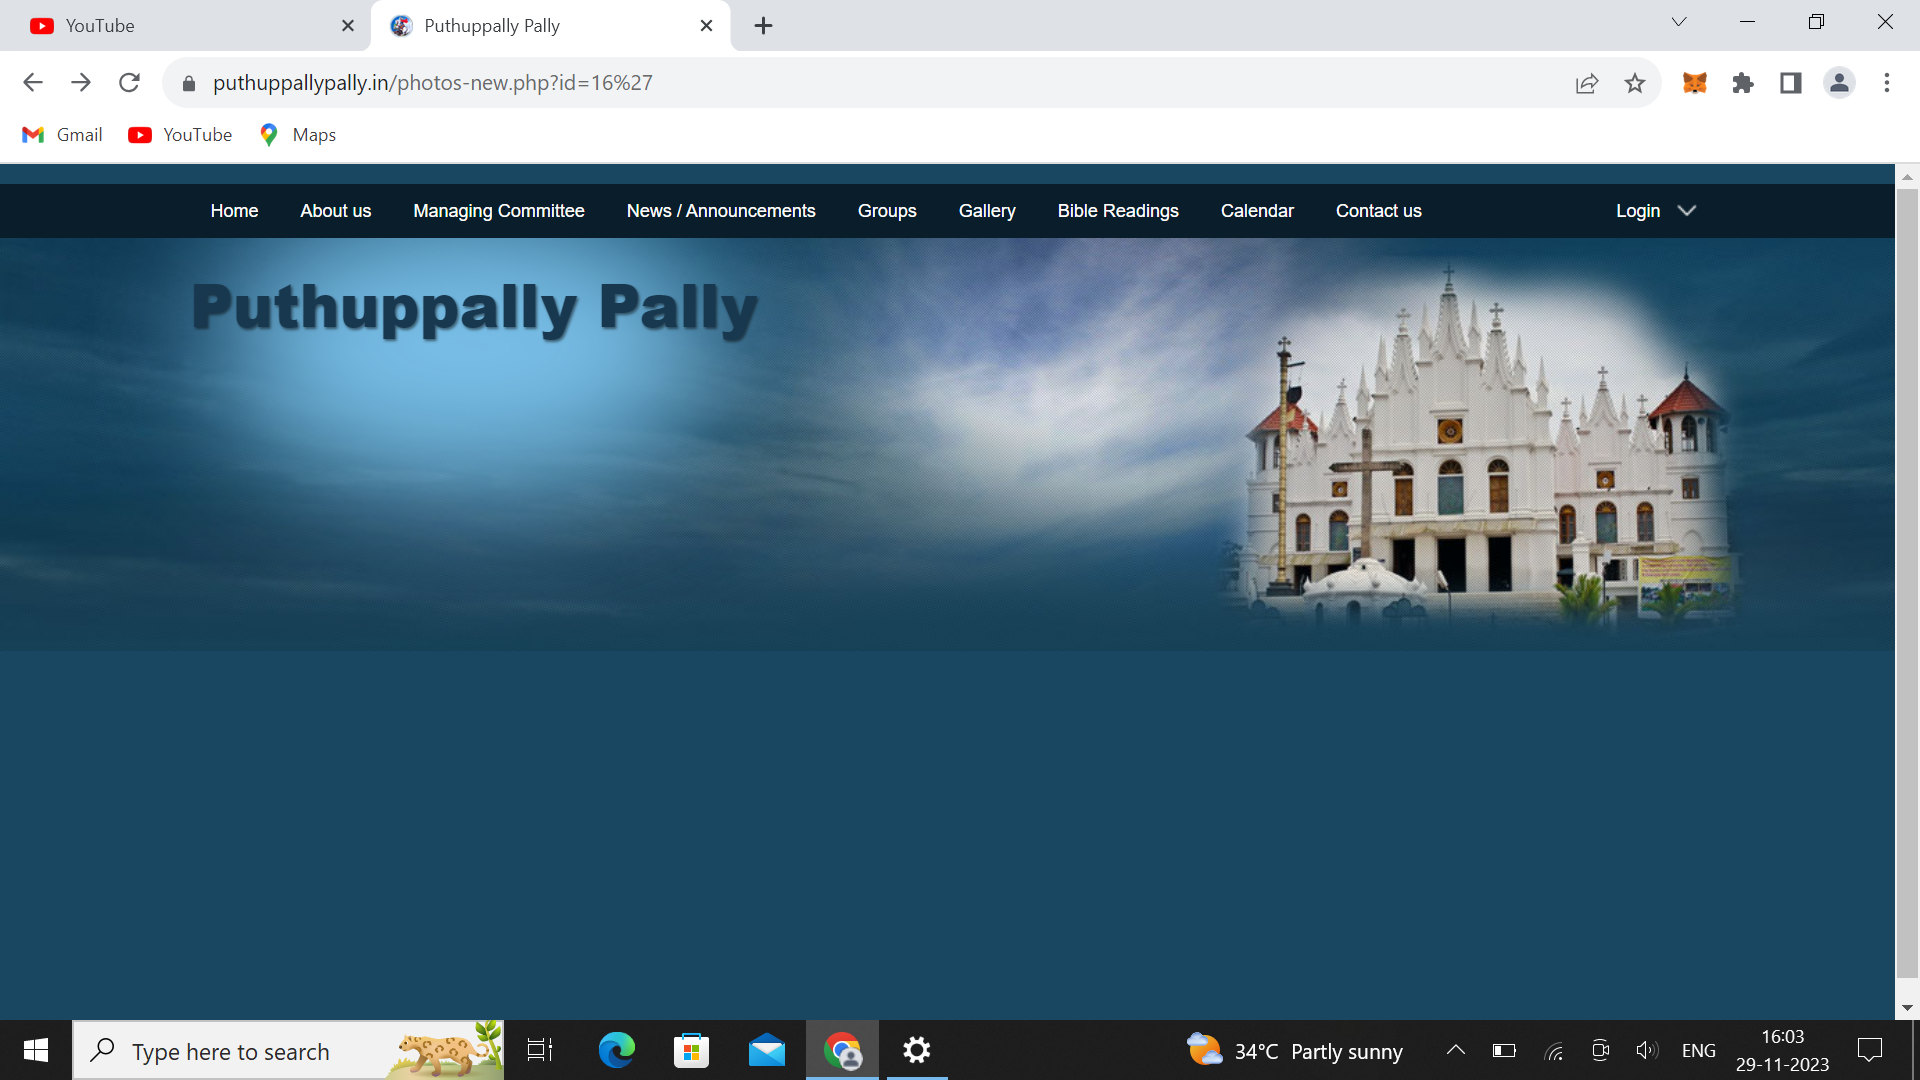 YouTube
Puthuppally Pally
puthuppallypally.in/photos-new.php?id=16%27
Gmail YouTube Maps
Home About us Managing Committee News / Announcements Groups Gallery Bible Readings Calendar Contact us Login
Puthuppally Pally
Type here to search
34°C Partly sunny
ENG
16:03
29-11-2023